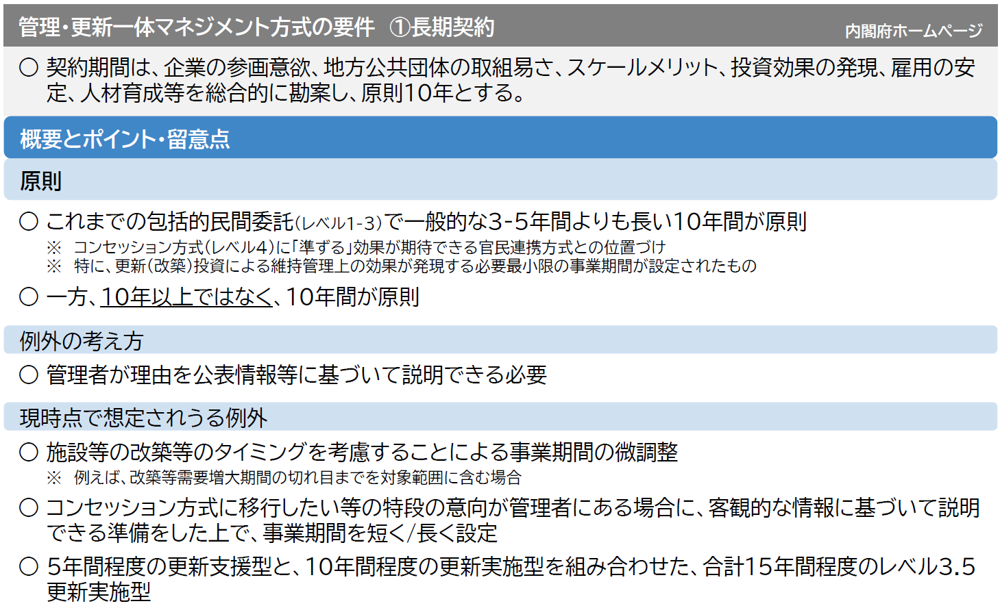 管理・更新一体マネジメント方式の要件　①長期契約
内閣府ホームページ
○ 契約期間は、企業の参画意欲、地方公共団体の取組易さ、スケールメリット、投資効果の発現、雇用の安
定、人材育成等を総合的に勘案し、原則10年とする。
概要とポイント・留意点
原則
○ これまでの包括的民間委託（レベル1-3）で一般的な3-5年間よりも長い10年間が原則
※　コンセッション方式（レベル4）に「準ずる」効果が期待できる官民連携方式との位置づけ
※　特に、更新（改築）投資による維持管理上の効果が発現する必要最小限の事業期間が設定されたもの
○ 一方、10年以上ではなく、10年間が原則
例外の考え方
○ 管理者が理由を公表情報等に基づいて説明できる必要
現時点で想定されうる例外
○ 施設等の改築等のタイミングを考慮することによる事業期間の微調整
※　例えば、改築等需要増大期間の切れ目までを対象範囲に含む場合
○ コンセッション方式に移行したい等の特段の意向が管理者にある場合に、客観的な情報に基づいて説明
できる準備をした上で、事業期間を短く/長く設定
○ 5年間程度の更新支援型と、10年間程度の更新実施型を組み合わせた、合計15年間程度のレベル3.5
更新実施型